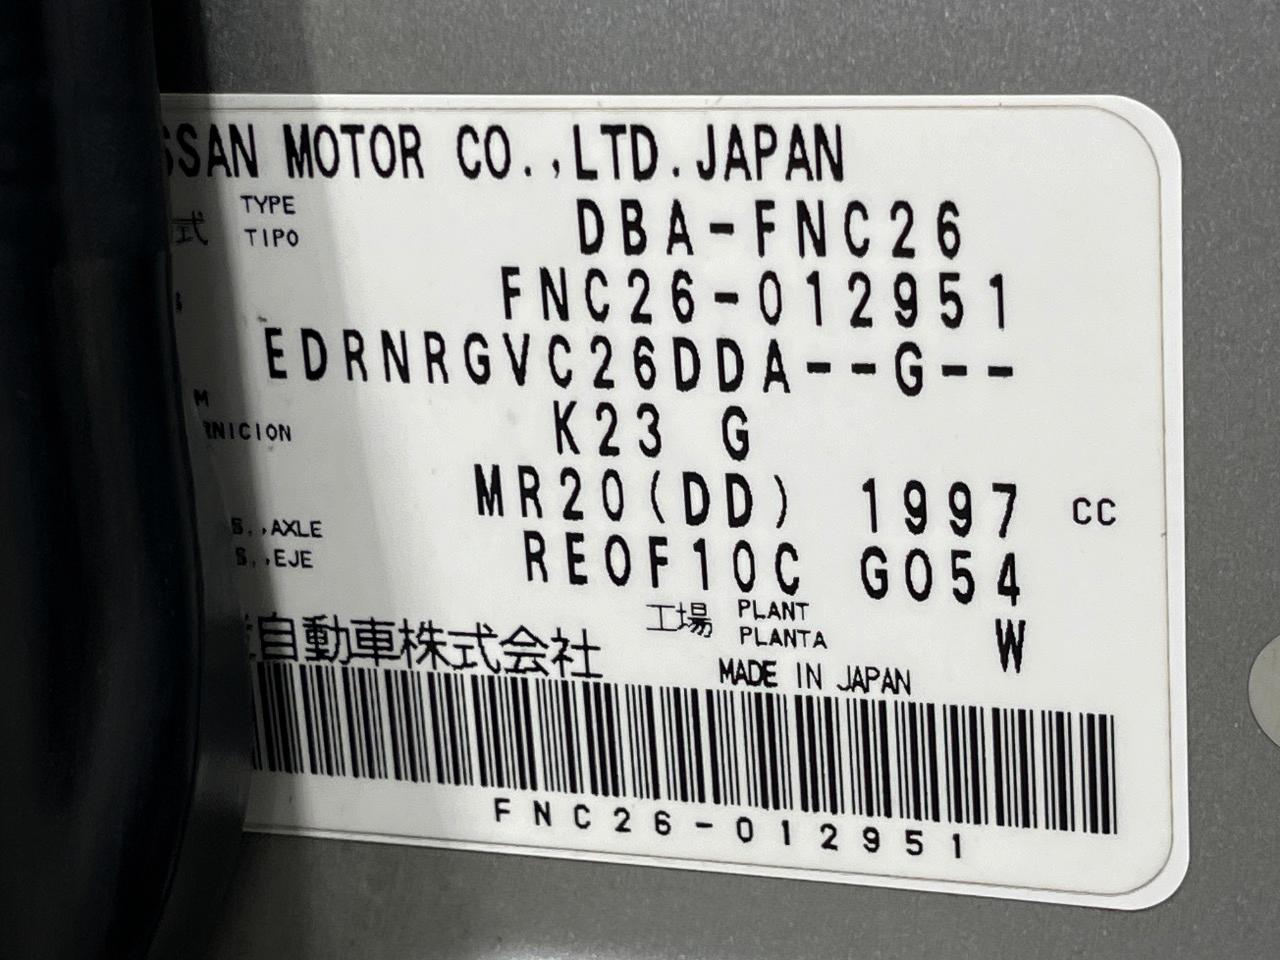 SSAN MOTOR CO.,LTD.JAPAN
式 TYPE TIPO DBA-FNC26
FNC26-012951
EDRNRGVC26DDA--G--
M
RNICION K23 G
MR20(DD) 1997 CC
S.,AXLE
S.,EJE RE0F10C G054
工場 PLANT PLANTA W
自動車株式会社
MADE IN JAPAN
FNC26-012951